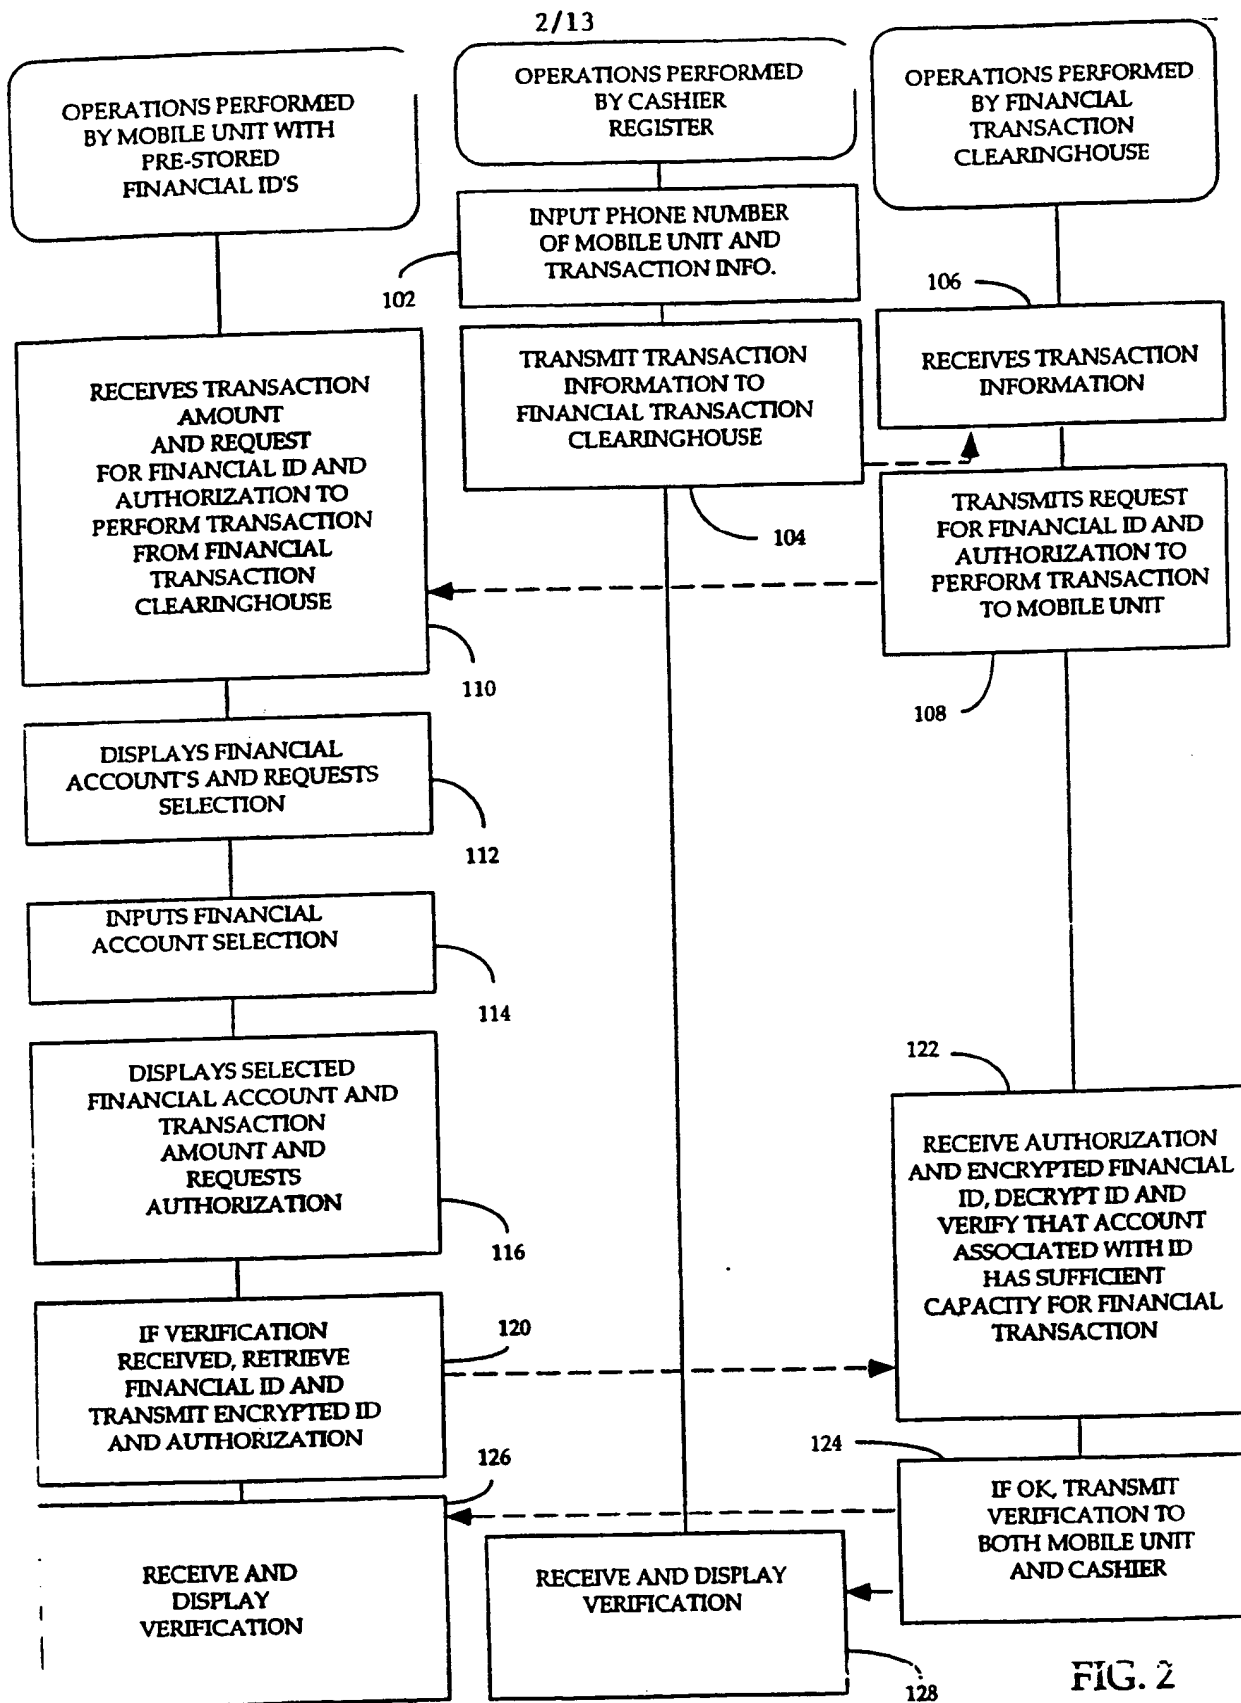 2/13
OPERATIONS PERFORMED
BY MOBILE UNIT WITH
PRE-STORED
FINANCIAL ID'S
OPERATIONS PERFORMED
BY CASHIER
REGISTER
OPERATIONS PERFORMED
BY FINANCIAL
TRANSACTION
CLEARINGHOUSE
INPUT PHONE NUMBER
OF MOBILE UNIT AND
TRANSACTION INFO.
102
106
RECEIVES TRANSACTION
AMOUNT
AND REQUEST
FOR FINANCIAL ID AND
AUTHORIZATION TO
PERFORM TRANSACTION
FROM FINANCIAL
TRANSACTION
CLEARINGHOUSE
110
TRANSMIT TRANSACTION
INFORMATION TO
FINANCIAL TRANSACTION
CLEARINGHOUSE
104
RECEIVES TRANSACTION
INFORMATION
TRANSMITS REQUEST
FOR FINANCIAL ID AND
AUTHORIZATION TO
PERFORM TRANSACTION
TO MOBILE UNIT
108
DISPLAYS FINANCIAL
ACCOUNT'S AND REQUESTS
SELECTION
112
INPUTS FINANCIAL
ACCOUNT SELECTION
114
DISPLAYS SELECTED
FINANCIAL ACCOUNT AND
TRANSACTION
AMOUNT AND
REQUESTS
AUTHORIZATION
116
122
RECEIVE AUTHORIZATION
AND ENCRYPTED FINANCIAL
ID, DECRYPT ID AND
VERIFY THAT ACCOUNT
ASSOCIATED WITH ID
HAS SUFFICIENT
CAPACITY FOR FINANCIAL
TRANSACTION
IF VERIFICATION
RECEIVED, RETRIEVE
FINANCIAL ID AND
TRANSMIT ENCRYPTED ID
AND AUTHORIZATION
120
126
124
IF OK, TRANSMIT
VERIFICATION TO
BOTH MOBILE UNIT
AND CASHIER
RECEIVE AND
DISPLAY
VERIFICATION
RECEIVE AND DISPLAY
VERIFICATION
128
FIG. 2